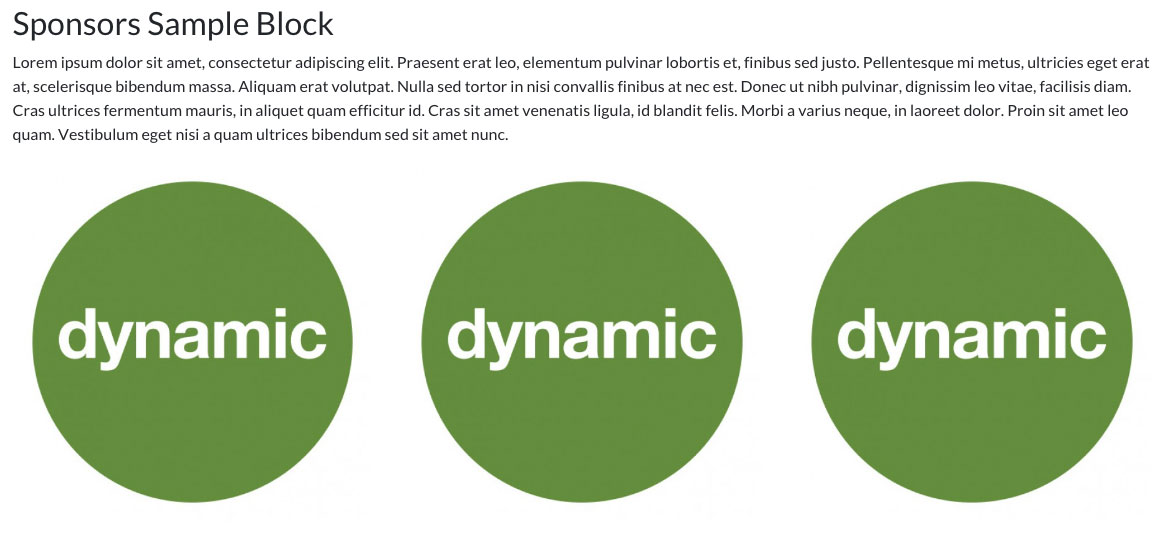 Sponsors Sample Block
Lorem ipsum dolor sit amet, consectetur adipiscing elit. Praesent erat leo, elementum pulvinar lobortis et, finibus sed justo. Pellentesque mi metus, ultricies eget erat
at, scelerisque bibendum massa. Aliquam erat volutpat. Nulla sed tortor in nisi convallis finibus at nec est. Donec ut nibh pulvinar, dignissim leo vitae, facilisis diam.
Cras ultrices fermentum mauris, in aliquet quam efficitur id. Cras sit amet venenatis ligula, id blandit felis. Morbi a varius neque, in laoreet dolor. Proin sit amet leo
quam. Vestibulum eget nisi a quam ultrices bibendum sed sit amet nunc.
dynamic dynamic dynamic